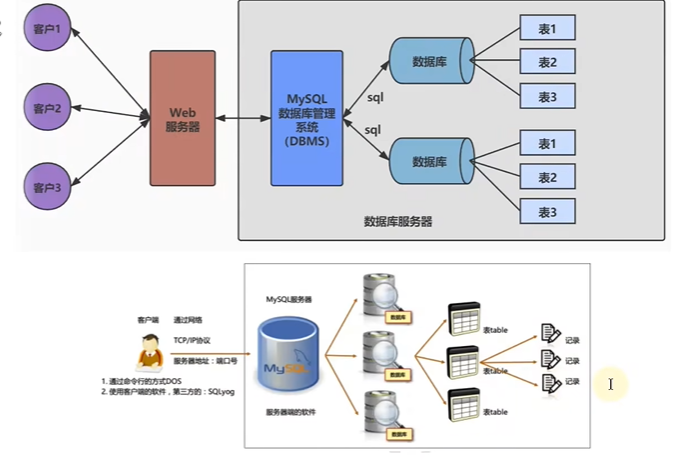 客户1
客户2
客户3
Web
服务器
MySQL
数据库管理
系统
（DBMS）
sql
sql
数据库
数据库
表1
表2
表3
表1
表2
表3
数据库服务器
客户端
通过网络
TCP/IP协议
服务器地址：端口号
1. 通过命令行的方式DOS
2. 使用客户端的软件，第三方的：SQLyog
MySQL服务器
MySQL
服务器端的软件
数据库
数据库
数据库
表table
表table
表table
记录
记录
记录